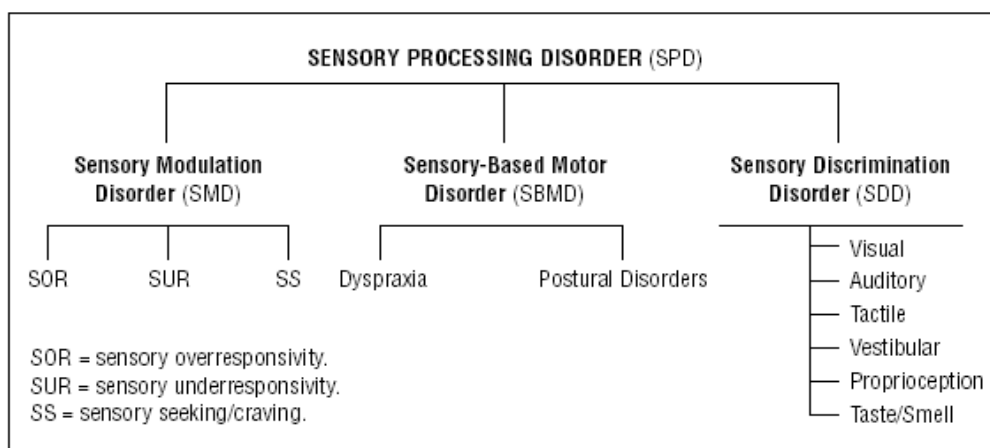 SENSORY PROCESSING DISORDER (SPD)
Sensory Modulation
Disorder (SMD)
Sensory-Based Motor
Disorder (SBMD)
Sensory Discrimination
Disorder (SDD)
SOR
SUR
SS
Dyspraxia
Postural Disorders
Visual
Auditory
Tactile
Vestibular
Proprioception
Taste/Smell
SOR = sensory overresponsivity.
SUR = sensory underresponsivity.
SS = sensory seeking/craving.